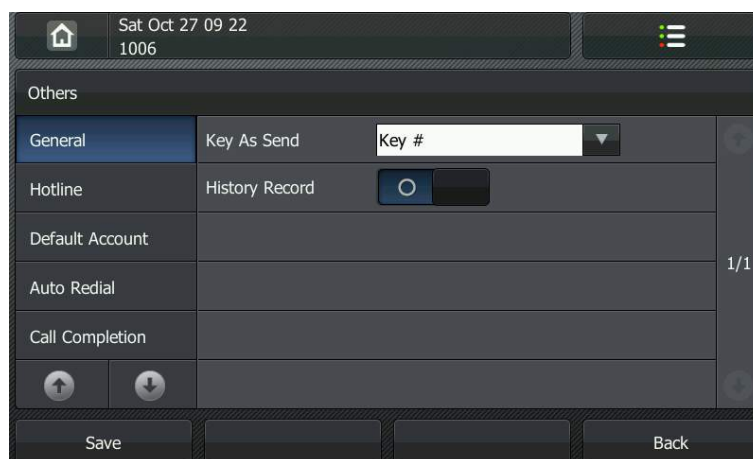 Sat Oct 27 09 22
1006
Others
General
Key As Send
Key #
Hotline
History Record
Default Account
Auto Redial
1/1
Call Completion
Save
Back